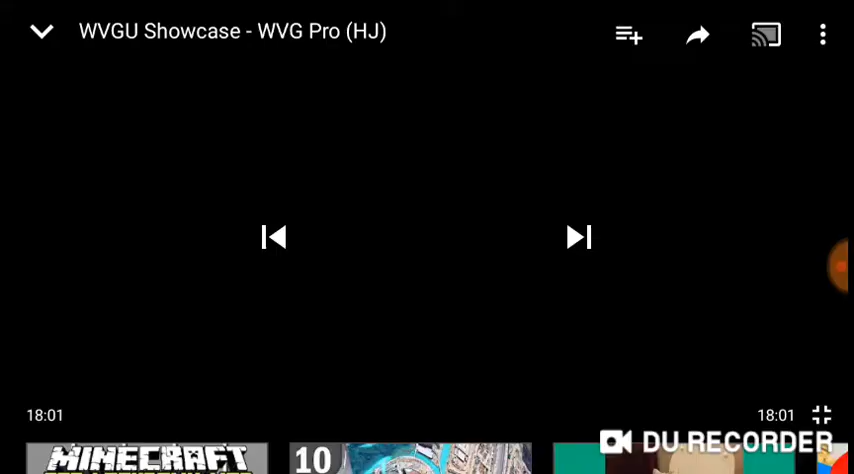 WVGU Showcase - WVG Pro (HJ)
18:01
18:01
DU RECORDER
MINECRAFT
10